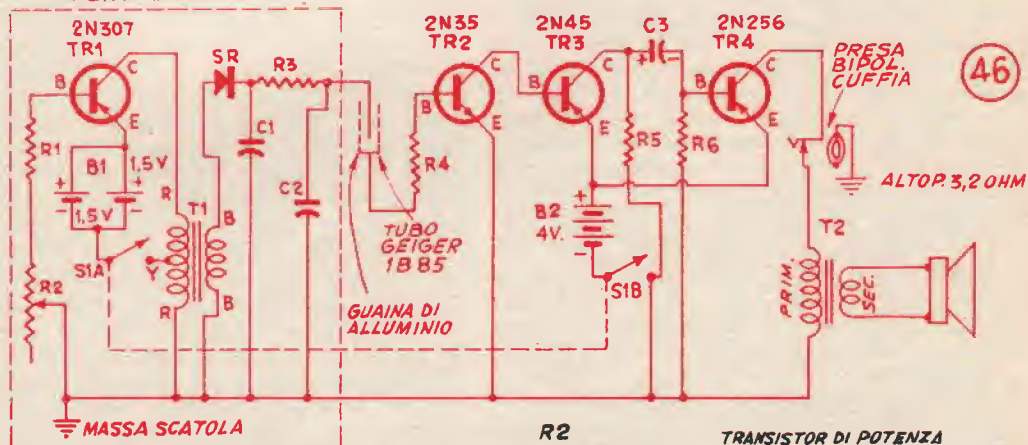 2N307
TR1
2N35
TR2
2N45
TR3
C3
2N256
TR4
46
PRESA
BIPOL.
CUFFIA
B
C
E
SR
R3
B
C
E
B
C
E
+
-
B
C
E
R1
B1
1,5 V
+
-
+
-
1,5 V
C1
C2
R4
R5
R6
ALTOP. 3,2 OHM
R
T1
B
TUBO
GEIGER
1B85
B2
4V.
+
-
T2
S1A
Y
S1B
R2
R
B
GUAINA DI
ALLUMINIO
PRIM.
SEC.
MASSA SCATOLA
R2
TRANSISTOR DI POTENZA